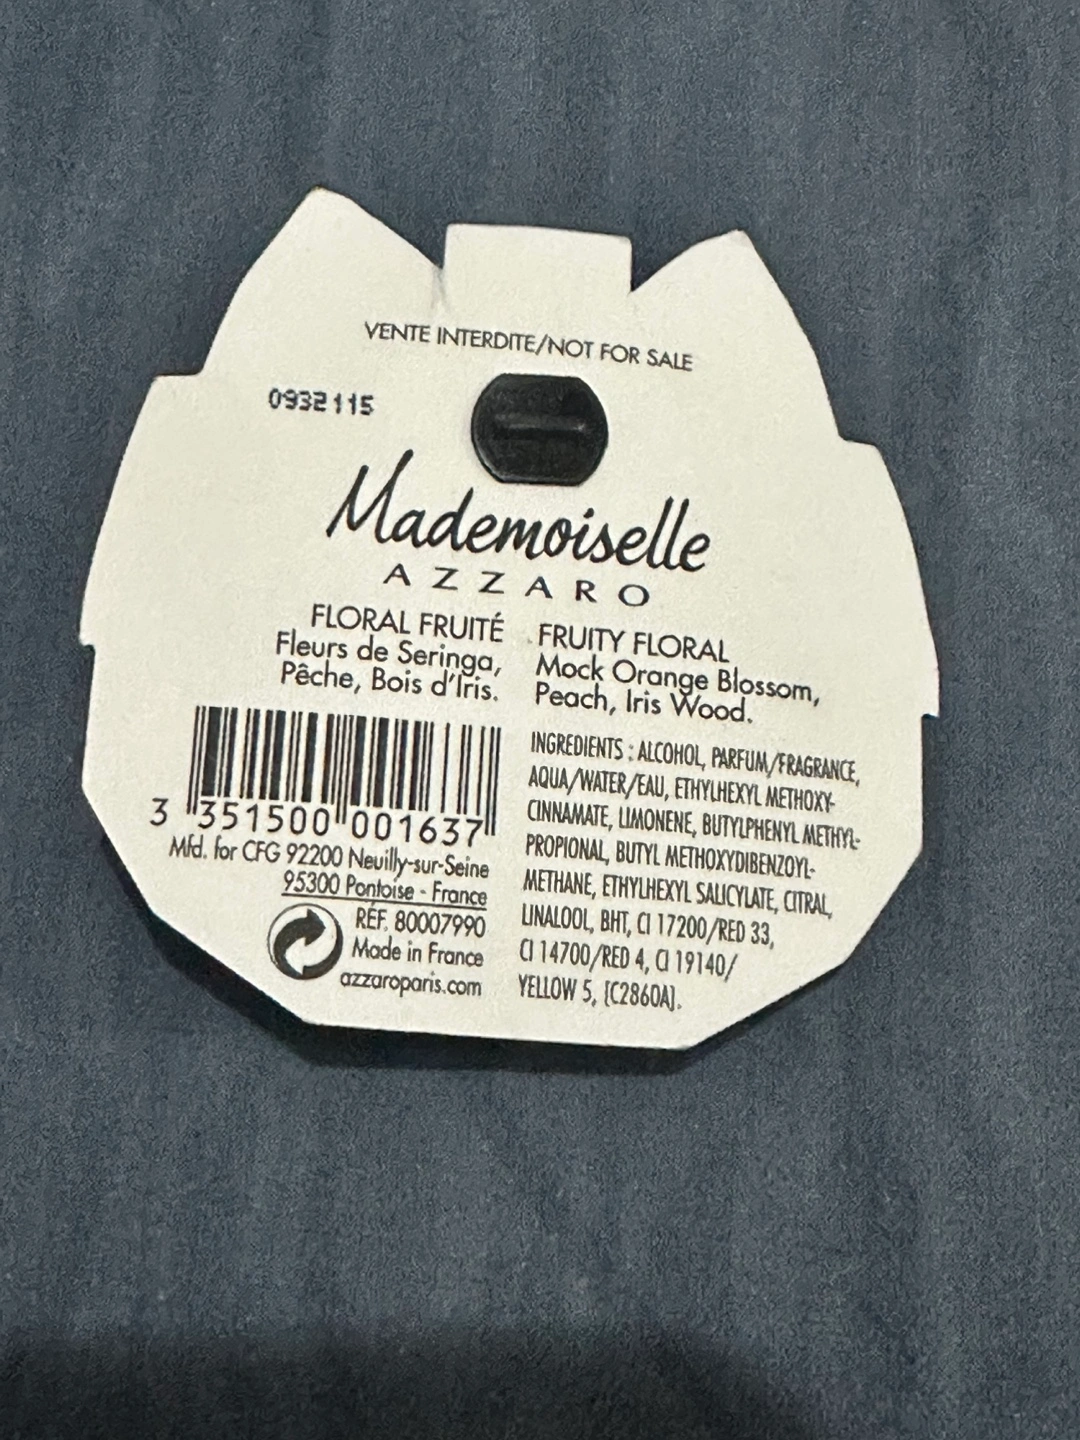 VENTE INTERDITE/NOT FOR SALE
0932115
Mademoiselle
AZZARO
FLORAL FRUITÉ
Fleurs de Seringa,
Pêche, Bois d'Iris.
FRUITY FLORAL
Mock Orange Blossom,
Peach, Iris Wood.
3 351500 001637
Mfd. for CFG 92200 Neuilly-sur-Seine
95300 Pontoise - France
RÉF. 80007990
Made in France
azzaroparis.com
INGREDIENTS : ALCOHOL, PARFUM/FRAGRANCE,
AQUA/WATER/EAU, ETHYLHEXYL METHOXY-
CINNAMATE, LIMONENE, BUTYLPHENYL METHYL-
PROPIONAL, BUTYL METHOXYDIBENZOYL-
METHANE, ETHYLHEXYL SALICYLATE, CITRAL,
LINALOOL, BHT, CI 17200/RED 33,
CI 14700/RED 4, CI 19140/
YELLOW 5, [C2860A].